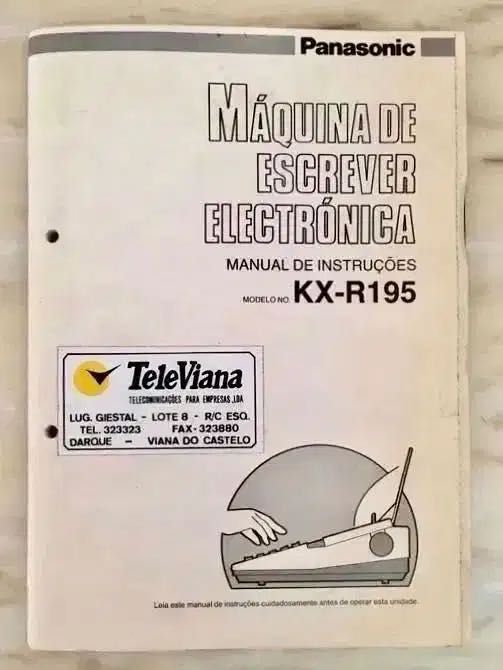 Panasonic
MÁQUINA DE
ESCREVER
ELECTRÓNICA
MANUAL DE INSTRUÇÕES
MODELO NO. KX-R195
TeleViana
TELECOMUNICAÇÕES PARA EMPRESAS, LDA
LUG. GIESTAL - LOTE 8 - R/C ESQ.
TEL. 323323 FAX-323880
DARQUE - VIANA DO CASTELO
Leia este manual de instruções cuidadosamente antes de operar esta unidade.